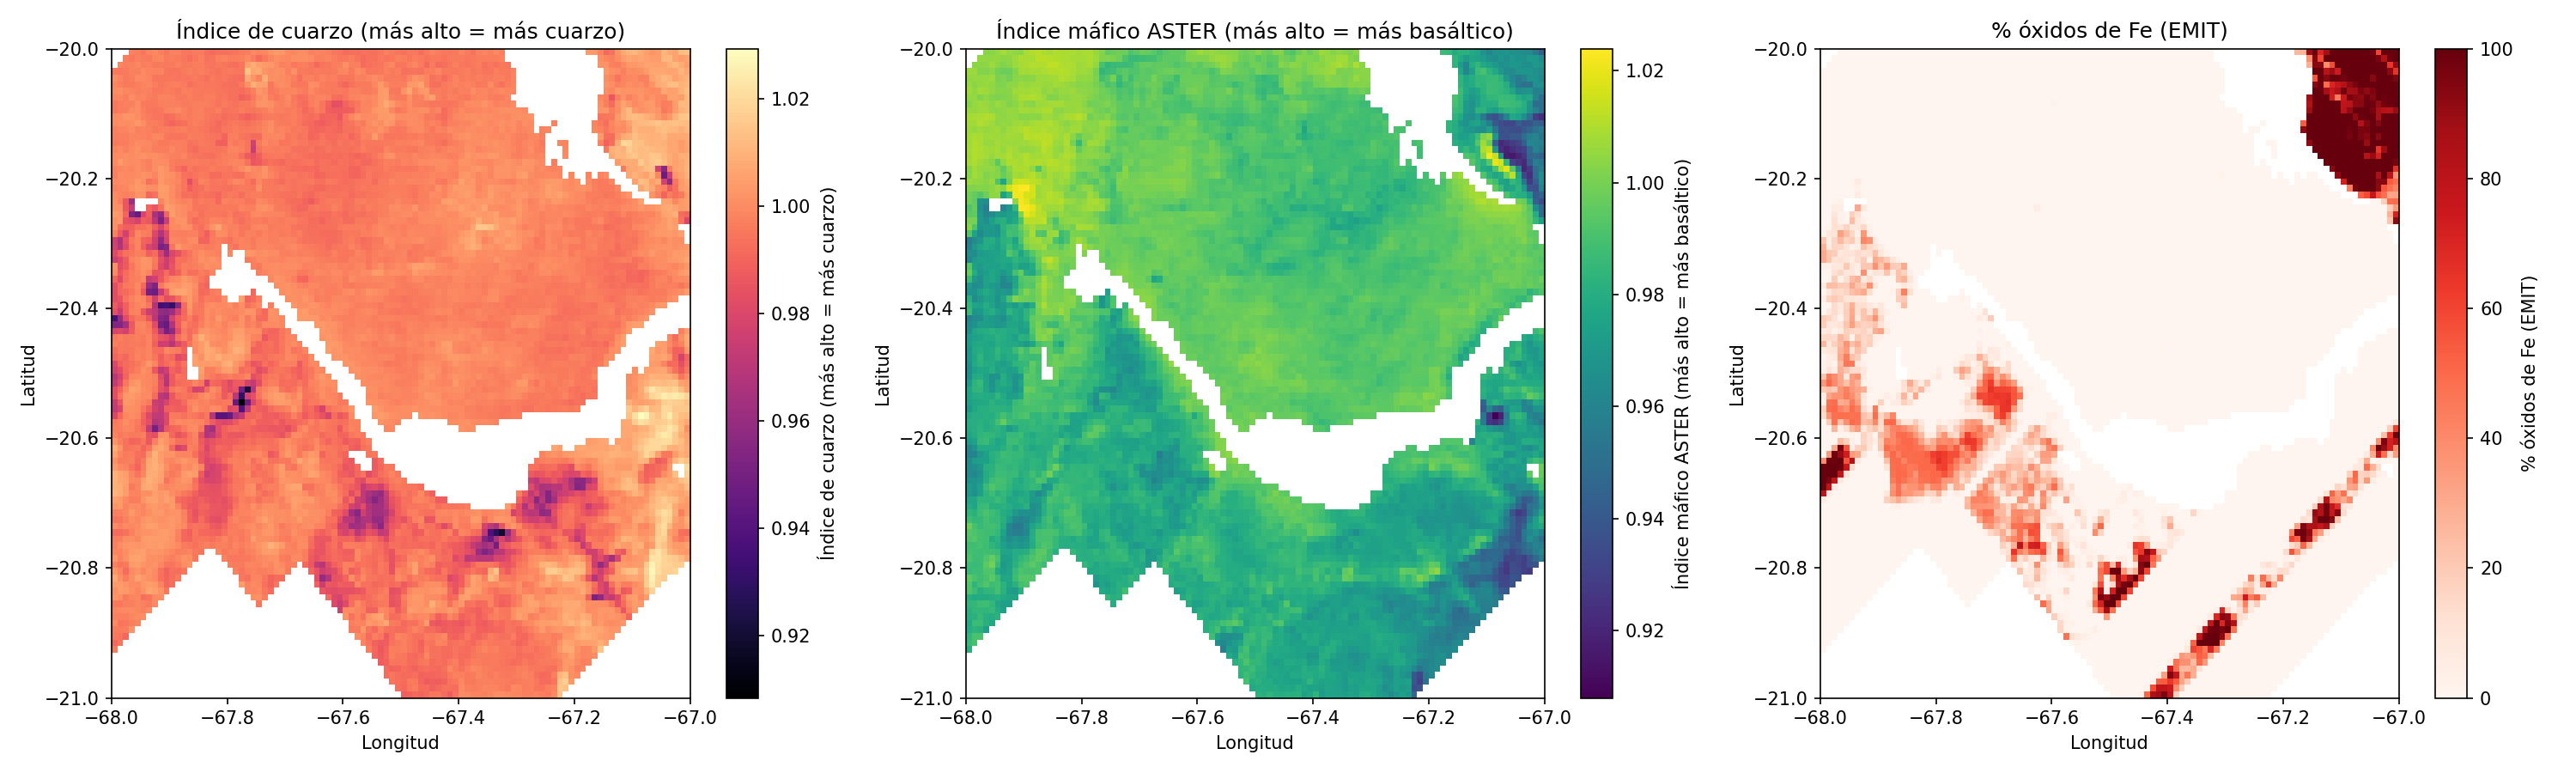 Índice de cuarzo (más alto = más cuarzo)
−20.0
−20.2
−20.4
−20.6
−20.8
−21.0
Latitud
−68.0 −67.8 −67.6 −67.4 −67.2 −67.0
Longitud
1.02
1.00
0.98
0.96
0.94
0.92
Índice de cuarzo (más alto = más cuarzo)
Índice máfico ASTER (más alto = más basáltico)
−20.0
−20.2
−20.4
−20.6
−20.8
−21.0
Latitud
−68.0 −67.8 −67.6 −67.4 −67.2 −67.0
Longitud
1.02
1.00
0.98
0.96
0.94
0.92
Índice máfico ASTER (más alto = más basáltico)
% óxidos de Fe (EMIT)
−20.0
−20.2
−20.4
−20.6
−20.8
−21.0
Latitud
−68.0 −67.8 −67.6 −67.4 −67.2 −67.0
Longitud
100
80
60
40
20
0
% óxidos de Fe (EMIT)